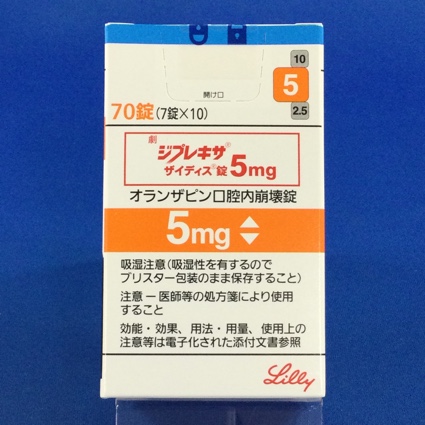 開け口
10
5
2.5
70錠(7錠×10)
劇
ジプレキサ®
ザイディス®錠5mg
オランザピン口腔内崩壊錠
5mg
吸湿注意(吸湿性を有するので
ブリスター包装のまま保存すること)
注意－医師等の処方箋により使用
すること
効能・効果、用法・用量、使用上の
注意等は電子化された添付文書参照
Lilly